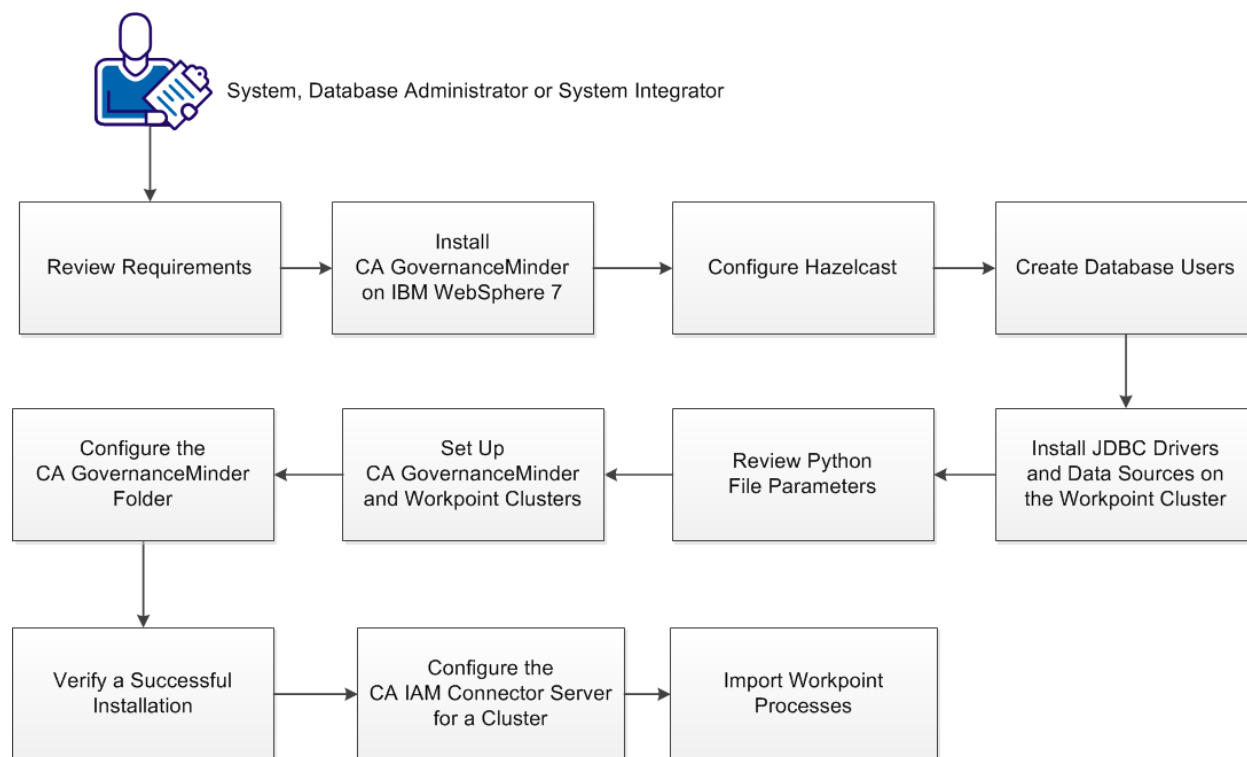 System, Database Administrator or System Integrator
Review Requirements
Install
CA GovernanceMinder
on IBM WebSphere 7
Configure Hazelcast
Create Database Users
Install JDBC Drivers
and Data Sources on
the Workpoint Cluster
Review Python
File Parameters
Set Up
CA GovernanceMinder
and Workpoint Clusters
Configure the
CA GovernanceMinder
Folder
Verify a Successful
Installation
Configure the
CA IAM Connector Server
for a Cluster
Import Workpoint
Processes